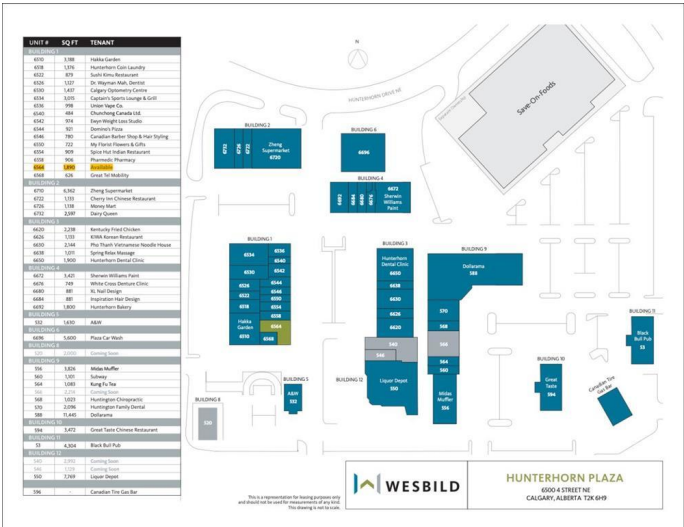 UNIT # SQ FT TENANT
BUILDING 1
6510 3,188 Hakka Garden
6518 1,376 Hunterhorn Coin Laundry
6522 879 Sushi Kimu Restaurant
6526 1,127 Dr. Wayman Mah, Dentist
6530 1,437 Calgary Optometry Centre
6534 3,015 Captain's Sports Lounge & Grill
6536 998 Union Vape Co.
6540 484 Chunchong Canada Ltd.
6542 974 Ewyn Weight Loss Studio
6544 921 Domino's Pizza
6546 780 Canadian Barber Shop & Hair Styling
6550 722 My Florist Flowers & Gifts
6554 909 Spice Hut Indian Restaurant
6558 906 Pharmedic Pharmacy
6564 1,890 Available
6568 626 Great Tel Mobility
BUILDING 2
6710 6,362 Zheng Supermarket
6722 1,133 Cherry Inn Chinese Restaurant
6726 1,118 Money Mart
6732 2,597 Dairy Queen
BUILDING 3
6620 2,238 Kentucky Fried Chicken
6626 1,133 KIWA Korean Restaurant
6630 2,144 Pho Thanh Vietnamese Noodle House
6638 1,011 Spring Relax Massage
6650 1,900 Hunterhorn Dental Clinic
BUILDING 4
6672 3,421 Sherwin Williams Paint
6676 749 White Cross Denture Clinic
6680 881 XL Nail Design
6684 881 Inspiration Hair Design
6692 1,800 Hunterhorn Bakery
BUILDING 5
532 1,430 A&W
BUILDING 6
6696 5,600 Plaza Car Wash
BUILDING 8
520 2,000 Coming Soon
BUILDING 9
556 3,826 Midas Muffler
560 1,101 Subway
564 1,083 Kung Fu Tea
Coming Soon
568 1,023 Huntington Chiropractic
570 2,096 Huntington Family Dental
588 11,445 Dollarama
BUILDING 10
594 3,472 Great Taste Chinese Restaurant
BUILDING 11
53 4,304 Black Bull Pub
BUILDING 12
540 Coming Soon
546 Coming Soon
550 7,769 Liquor Depot
596 - Canadian Tire Gas Bar
N
HUNTERHORN DRIVE NE
Save-On-Foods
BUILDING 2
6732
6726
6722
Zheng
Supermarket
6720
BUILDING 6
6696
BUILDING 4
6692
6684
6680
6676
6672
Sherwin
Williams
Paint
BUILDING 1
6534
6536
6540
6530
6542
6526
6544
6546
6522
6550
6554
6518
6558
Hakka
Garden
6510
6564
6568
BUILDING 3
Hunterhorn
Dental Clinic
6650
6638
6630
6626
6620
540
546
BUILDING 12
Liquor Depot
550
BUILDING 9
Dollarama
588
570
568
566
564
560
Midas
Muffler
556
BUILDING 5
A&W
532
BUILDING 8
520
BUILDING 10
Great
Taste
594
BUILDING 11
Black
Bull Pub
53
Canadian Tire
Gas Bar
This is a representation for leasing purposes only
and should not be used for measurements of any kind.
This drawing is not to scale.
WESBILD
HUNTERHORN PLAZA
6500 4 STREET NE
CALGARY, ALBERTA T2K 6H9